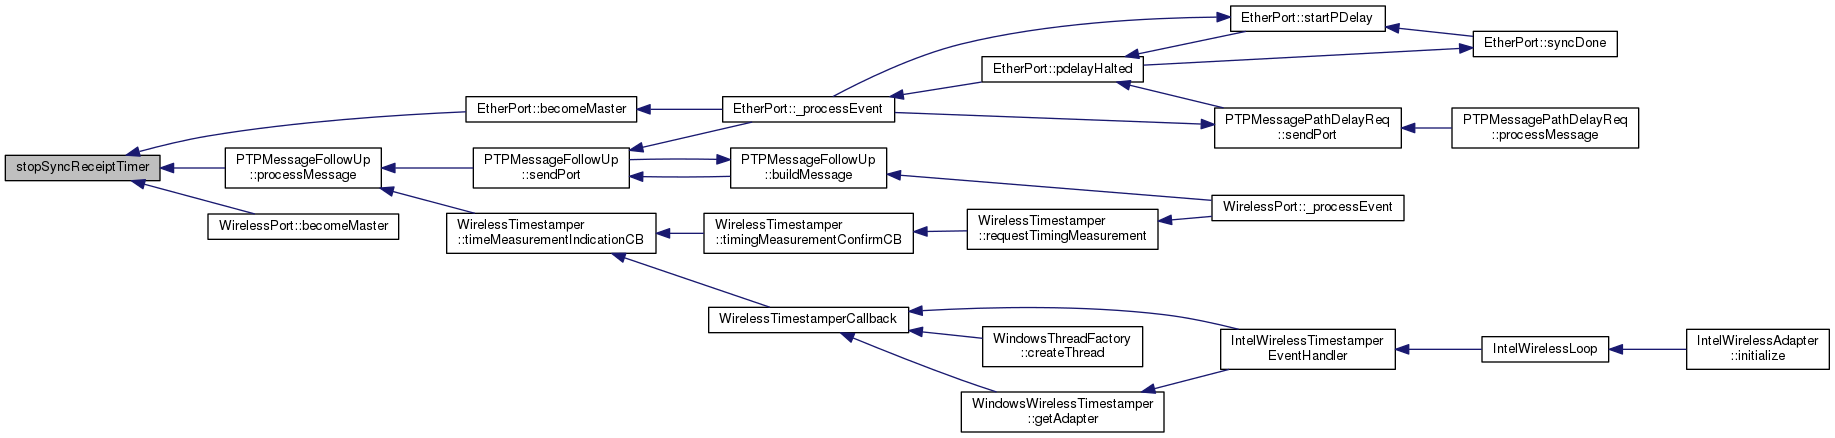 stopSyncReceiptTimer
EtherPort::becomeMaster
PTPMessageFollowUp
::processMessage
WirelessPort::becomeMaster
EtherPort::_processEvent
PTPMessageFollowUp
::sendPort
WirelessTimestamper
::timeMeasurementIndicationCB
EtherPort::pdelayHalted
EtherPort::startPDelay
EtherPort::syncDone
PTPMessagePathDelayReq
::sendPort
PTPMessagePathDelayReq
::processMessage
PTPMessageFollowUp
::buildMessage
WirelessPort::_processEvent
WirelessTimestamper
::timingMeasurementConfirmCB
WirelessTimestamper
::requestTimingMeasurement
WirelessTimestamperCallback
WindowsThreadFactory
::createThread
WindowsWirelessTimestamper
::getAdapter
IntelWirelessTimestamper
EventHandler
IntelWirelessLoop
IntelWirelessAdapter
::initialize